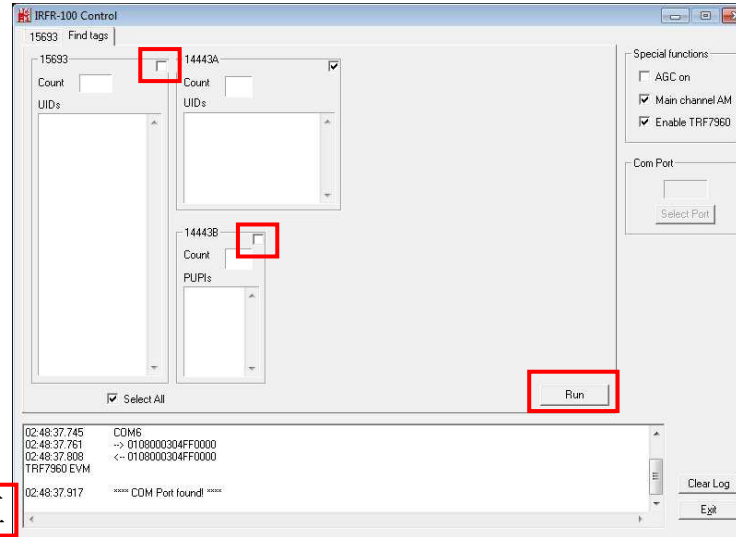 IRFR-100 Control
15693 Find tags
15693
Count
UIDs
14443A
Count
UIDs
14443B
Count
PUPIs
Select All
Run
Special functions
AGC on
Main channel AM
Enable TRF7960
Com Port
Select Port
02:48:37.745 COM6
02:48:37.761 --> 0108000304FF0000
02:48:37.808 <-- 0108000304FF0000
TRF7960 EVM
02:48:37.917 **** COM Port found! ****
Clear Log
Exit